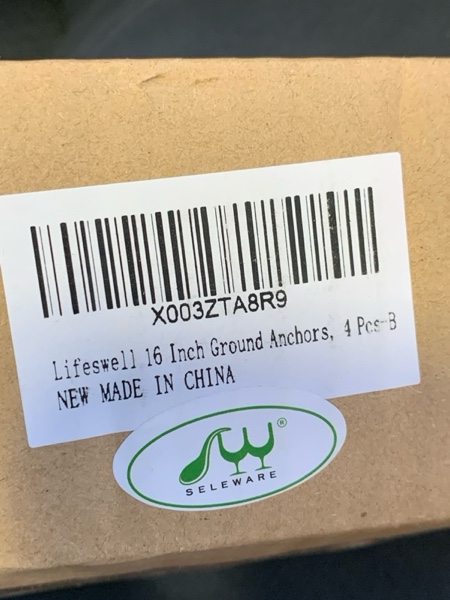 X003ZTA8R9
Lifeswell 16 Inch Ground Anchors, 4 Pcs-B
NEW MADE IN CHINA
®
SELEWARE